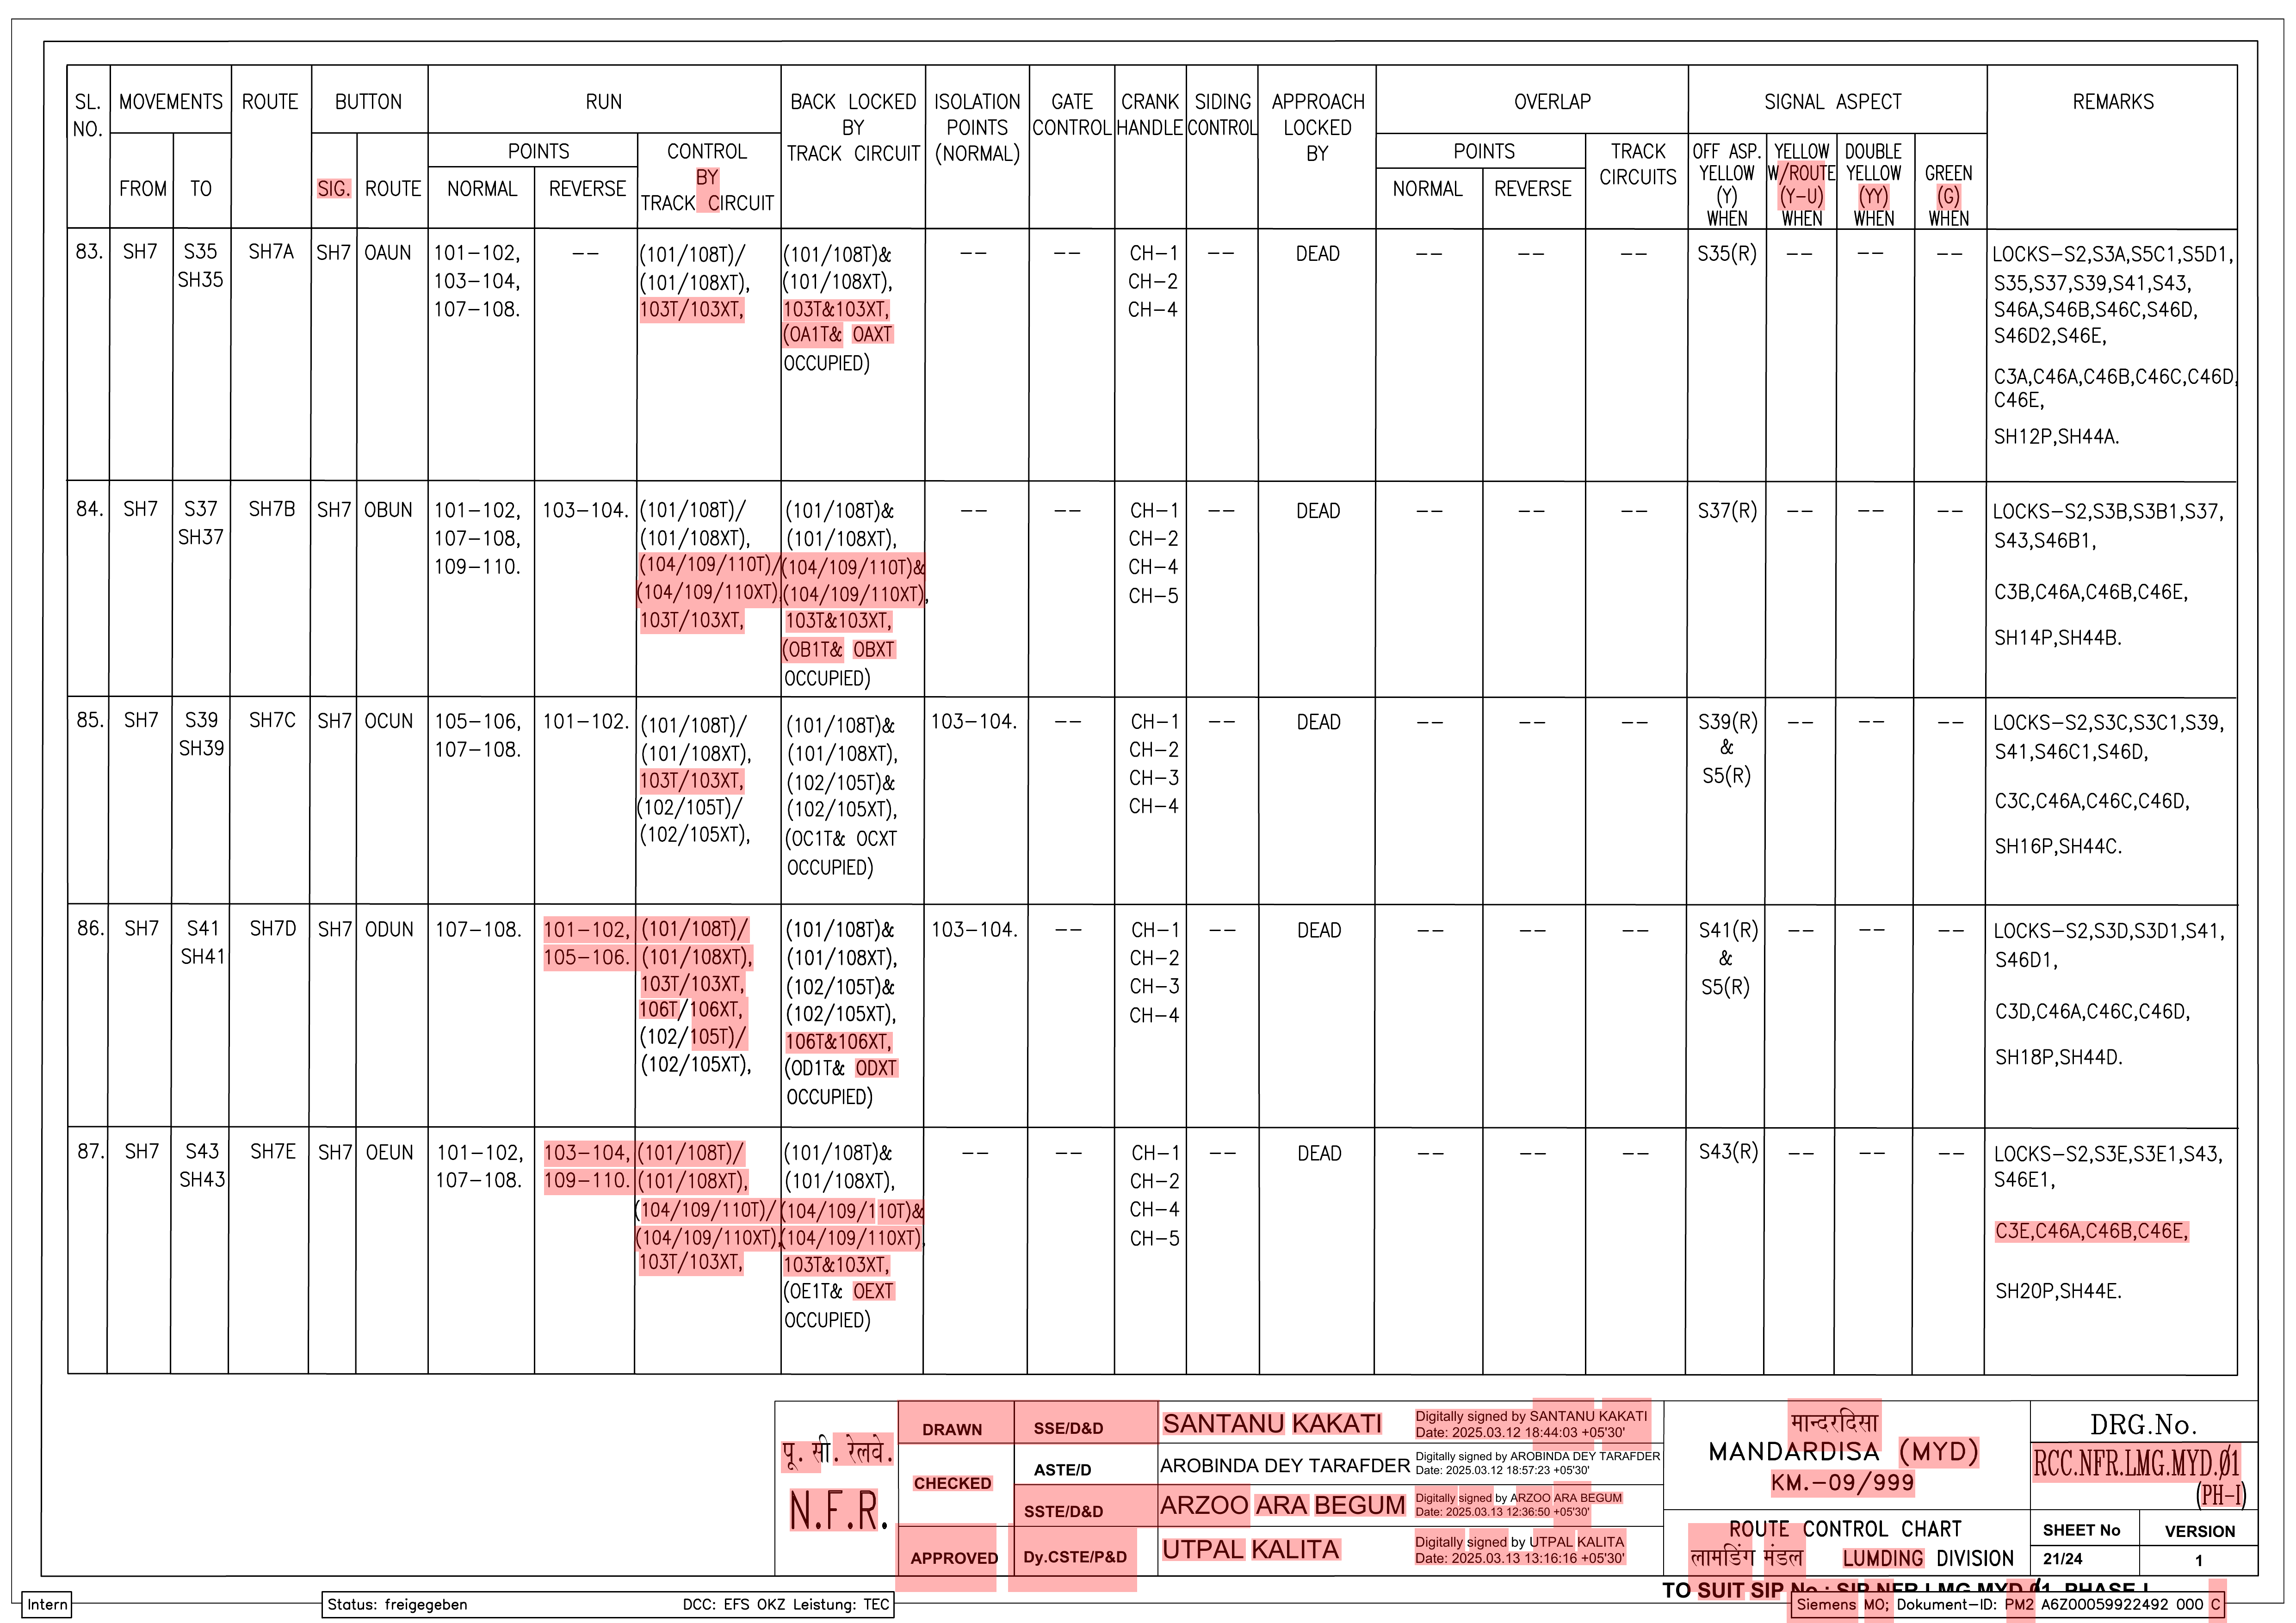 SL. NO. MOVEMENTS ROUTE BUTTON RUN BACK LOCKED BY TRACK CIRCUIT ISOLATION POINTS (NORMAL) GATE CONTROL CRANK HANDLE SIDING CONTROL APPROACH LOCKED BY OVERLAP SIGNAL ASPECT REMARKS
FROM TO SIG. ROUTE POINTS CONTROL BY TRACK CIRCUIT POINTS TRACK CIRCUITS OFF ASP. YELLOW (Y) WHEN YELLOW W/ROUTE (Y-U) WHEN DOUBLE YELLOW (YY) WHEN GREEN (G) WHEN
NORMAL REVERSE NORMAL REVERSE
83. SH7 S35 SH7A SH7 OAUN 101-102, -- (101/108T)/ (101/108T)& -- -- CH-1 -- DEAD -- -- -- S35(R) -- -- -- LOCKS-S2,S3A,S5C1,S5D1,
SH35 103-104, (101/108XT), (101/108XT), CH-2 S35,S37,S39,S41,S43,
107-108. 103T/103XT, 103T&103XT, CH-4 S46A,S46B,S46C,S46D,
(OA1T& OAXT S46D2,S46E,
OCCUPIED) C3A,C46A,C46B,C46C,C46D,
C46E,
SH12P,SH44A.
84. SH7 S37 SH7B SH7 OBUN 101-102, 103-104. (101/108T)/ (101/108T)& -- -- CH-1 -- DEAD -- -- -- S37(R) -- -- -- LOCKS-S2,S3B,S3B1,S37,
SH37 107-108, (101/108XT), (101/108XT), CH-2 S43,S46B1,
109-110. (104/109/110T)/ (104/109/110T)& CH-4
(104/109/110XT), (104/109/110XT), CH-5 C3B,C46A,C46B,C46E,
103T/103XT, 103T&103XT,
(OB1T& OBXT SH14P,SH44B.
OCCUPIED)
85. SH7 S39 SH7C SH7 OCUN 105-106, 101-102. (101/108T)/ (101/108T)& 103-104. -- CH-1 -- DEAD -- -- -- S39(R) -- -- -- LOCKS-S2,S3C,S3C1,S39,
SH39 107-108. (101/108XT), (101/108XT), CH-2 & S41,S46C1,S46D,
103T/103XT, (102/105T)& CH-3 S5(R)
(102/105T)/ (102/105XT), CH-4 C3C,C46A,C46C,C46D,
(102/105XT), (OC1T& OCXT SH16P,SH44C.
OCCUPIED)
86. SH7 S41 SH7D SH7 ODUN 107-108. 101-102, (101/108T)/ (101/108T)& 103-104. -- CH-1 -- DEAD -- -- -- S41(R) -- -- -- LOCKS-S2,S3D,S3D1,S41,
SH41 105-106. (101/108XT), (101/108XT), CH-2 & S46D1,
103T/103XT, (102/105T)& CH-3 S5(R)
106T/106XT, (102/105XT), CH-4 C3D,C46A,C46C,C46D,
(102/105T)/ 106T&106XT,
(102/105XT), (OD1T& ODXT SH18P,SH44D.
OCCUPIED)
87. SH7 S43 SH7E SH7 OEUN 101-102, 103-104, (101/108T)/ (101/108T)& -- -- CH-1 -- DEAD -- -- -- S43(R) -- -- -- LOCKS-S2,S3E,S3E1,S43,
SH43 107-108. 109-110. (101/108XT), (101/108XT), CH-2 S46E1,
(104/109/110T)/ (104/109/110T)& CH-4
(104/109/110XT), (104/109/110XT), CH-5 C3E,C46A,C46B,C46E,
103T/103XT, 103T&103XT,
(OE1T& OEXT SH20P,SH44E.
OCCUPIED)
पू. सी. रेलवे.
N.F.R.
DRAWN SSE/D&D SANTANU KAKATI Digitally signed by SANTANU KAKATI
Date: 2025.03.12 18:44:03 +05'30'
CHECKED ASTE/D AROBINDA DEY TARAFDER Digitally signed by AROBINDA DEY TARAFDER
Date: 2025.03.12 18:57:23 +05'30'
SSTE/D&D ARZOO ARA BEGUM Digitally signed by ARZOO ARA BEGUM
Date: 2025.03.13 12:36:50 +05'30'
APPROVED Dy.CSTE/P&D UTPAL KALITA Digitally signed by UTPAL KALITA
Date: 2025.03.13 13:16:16 +05'30'
मान्दरदिसा
MANDARDISA (MYD)
KM.-09/999
ROUTE CONTROL CHART
लामडिंग मंडल LUMDING DIVISION
DRG.No.
RCC.NFR.LMG.MYD.Ø1
(PH-I)
SHEET No VERSION
21/24 1
TO SUIT SIP No.: SIP.NFR.LMG.MYD.Ø1, PHASE I
Intern
Status: freigegeben DCC: EFS OKZ Leistung: TEC
Siemens MO; Dokument-ID: PM2 A6Z00059922492 000 C